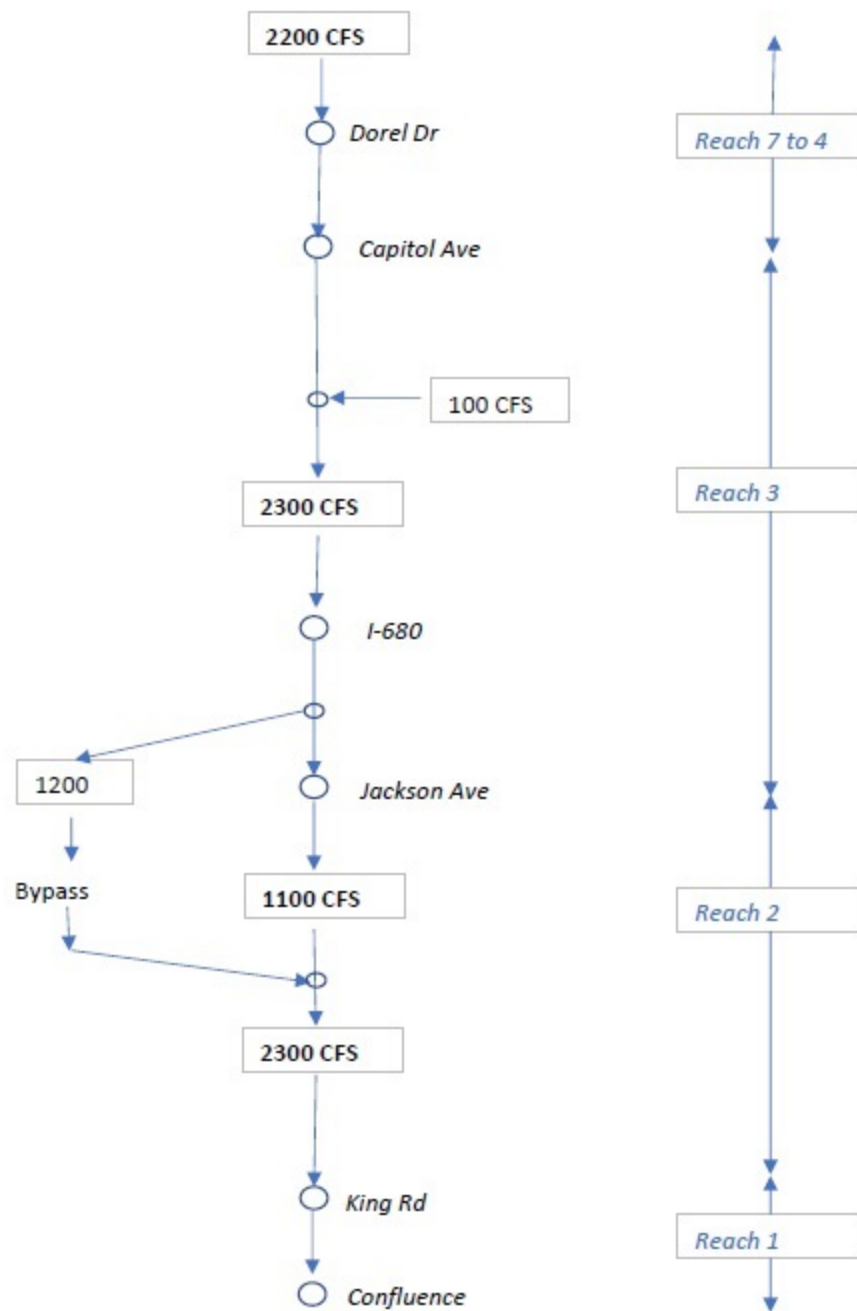 2200 CFS
Dorel Dr
Reach 7 to 4
Capitol Ave
100 CFS
2300 CFS
Reach 3
I-680
1200
Jackson Ave
Bypass
1100 CFS
Reach 2
2300 CFS
King Rd
Reach 1
Confluence